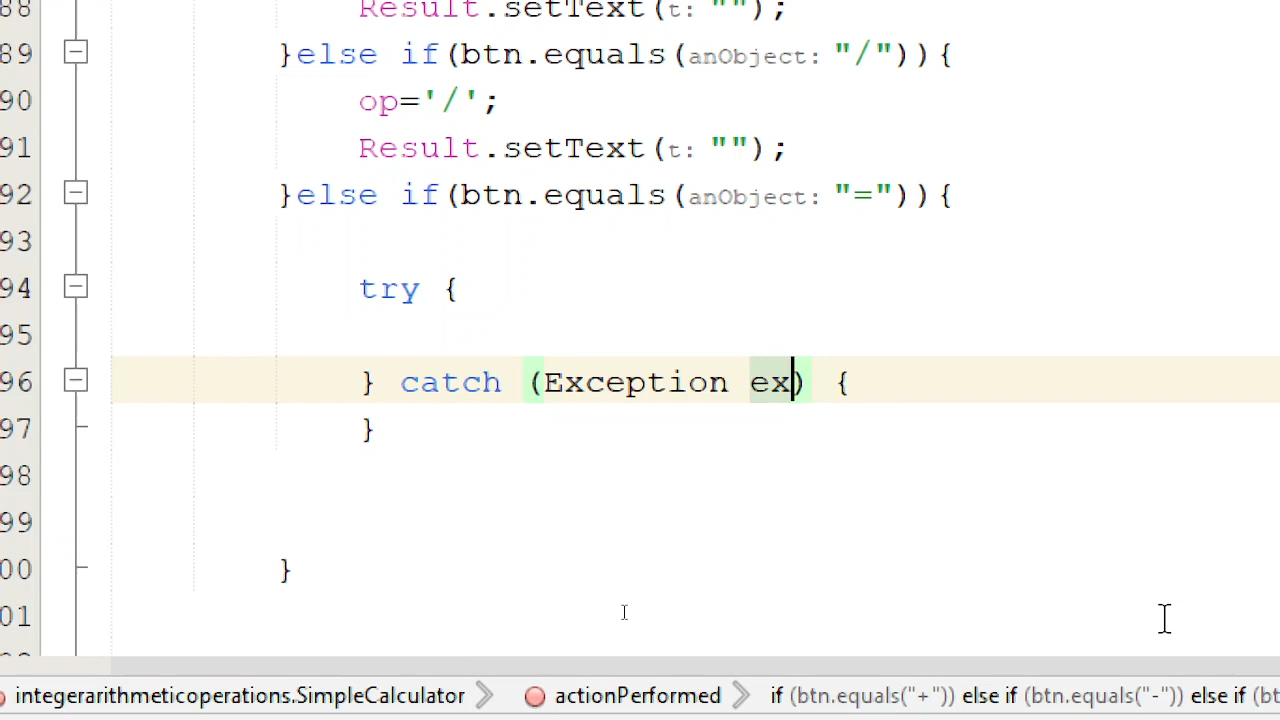 88 Result.setText(t: "");
89 }else if(btn.equals(anObject: "/")){
90 op='/';
91 Result.setText(t: "");
92 }else if(btn.equals(anObject: "=")){
93
94 try {
95
96 } catch (Exception ex) {
97 }
98
99
00 }
01
integerarithmeticoperations.SimpleCalculator actionPerformed if (btn.equals("+")) else if (btn.equals("-")) else if (bt